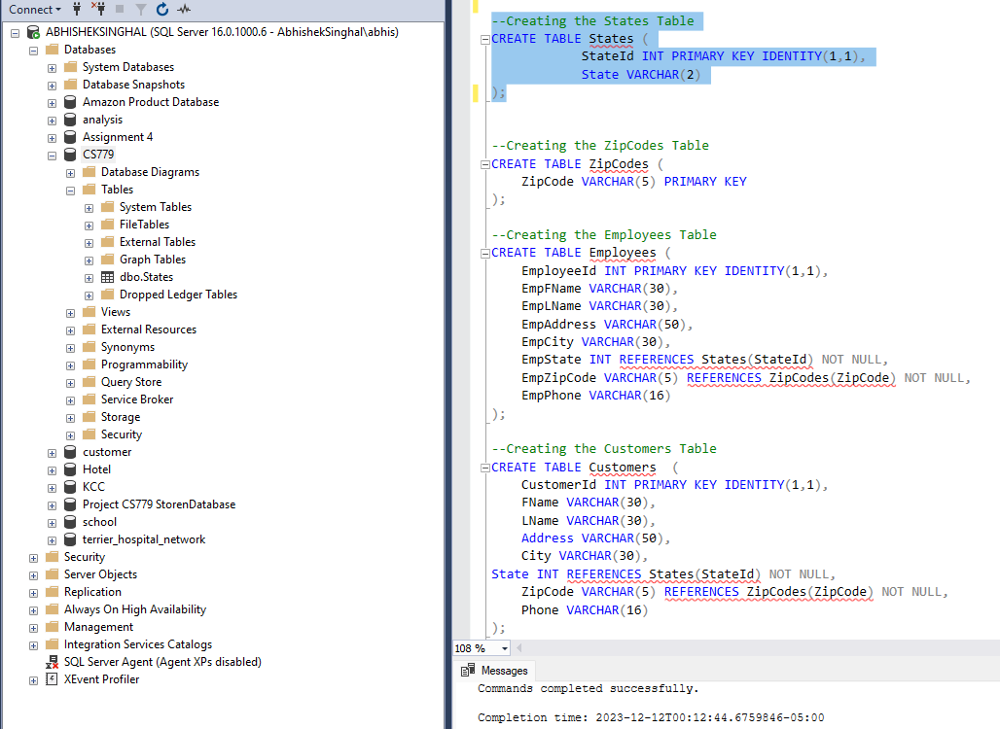 Connect
ABHISHEKSINGHAL (SQL Server 16.0.1000.6 - AbhishekSinghal\abhis)
Databases
System Databases
Database Snapshots
Amazon Product Database
analysis
Assignment 4
CS779
Database Diagrams
Tables
System Tables
FileTables
External Tables
Graph Tables
dbo.States
Dropped Ledger Tables
Views
External Resources
Synonyms
Programmability
Query Store
Service Broker
Storage
Security
customer
Hotel
KCC
Project CS779 StorenDatabase
school
terrier_hospital_network
Security
Server Objects
Replication
Always On High Availability
Management
Integration Services Catalogs
SQL Server Agent (Agent XPs disabled)
XEvent Profiler
--Creating the States Table
CREATE TABLE States (
StateId INT PRIMARY KEY IDENTITY(1,1),
State VARCHAR(2)
);
--Creating the ZipCodes Table
CREATE TABLE ZipCodes (
ZipCode VARCHAR(5) PRIMARY KEY
);
--Creating the Employees Table
CREATE TABLE Employees (
EmployeeId INT PRIMARY KEY IDENTITY(1,1),
EmpFName VARCHAR(30),
EmpLName VARCHAR(30),
EmpAddress VARCHAR(50),
EmpCity VARCHAR(30),
EmpState INT REFERENCES States(StateId) NOT NULL,
EmpZipCode VARCHAR(5) REFERENCES ZipCodes(ZipCode) NOT NULL,
EmpPhone VARCHAR(16)
);
--Creating the Customers Table
CREATE TABLE Customers  (
CustomerId INT PRIMARY KEY IDENTITY(1,1),
FName VARCHAR(30),
LName VARCHAR(30),
Address VARCHAR(50),
City VARCHAR(30),
State INT REFERENCES States(StateId) NOT NULL,
ZipCode VARCHAR(5) REFERENCES ZipCodes(ZipCode) NOT NULL,
Phone VARCHAR(16)
);
108 %
Messages
Commands completed successfully.
Completion time: 2023-12-12T00:12:44.6759846-05:00